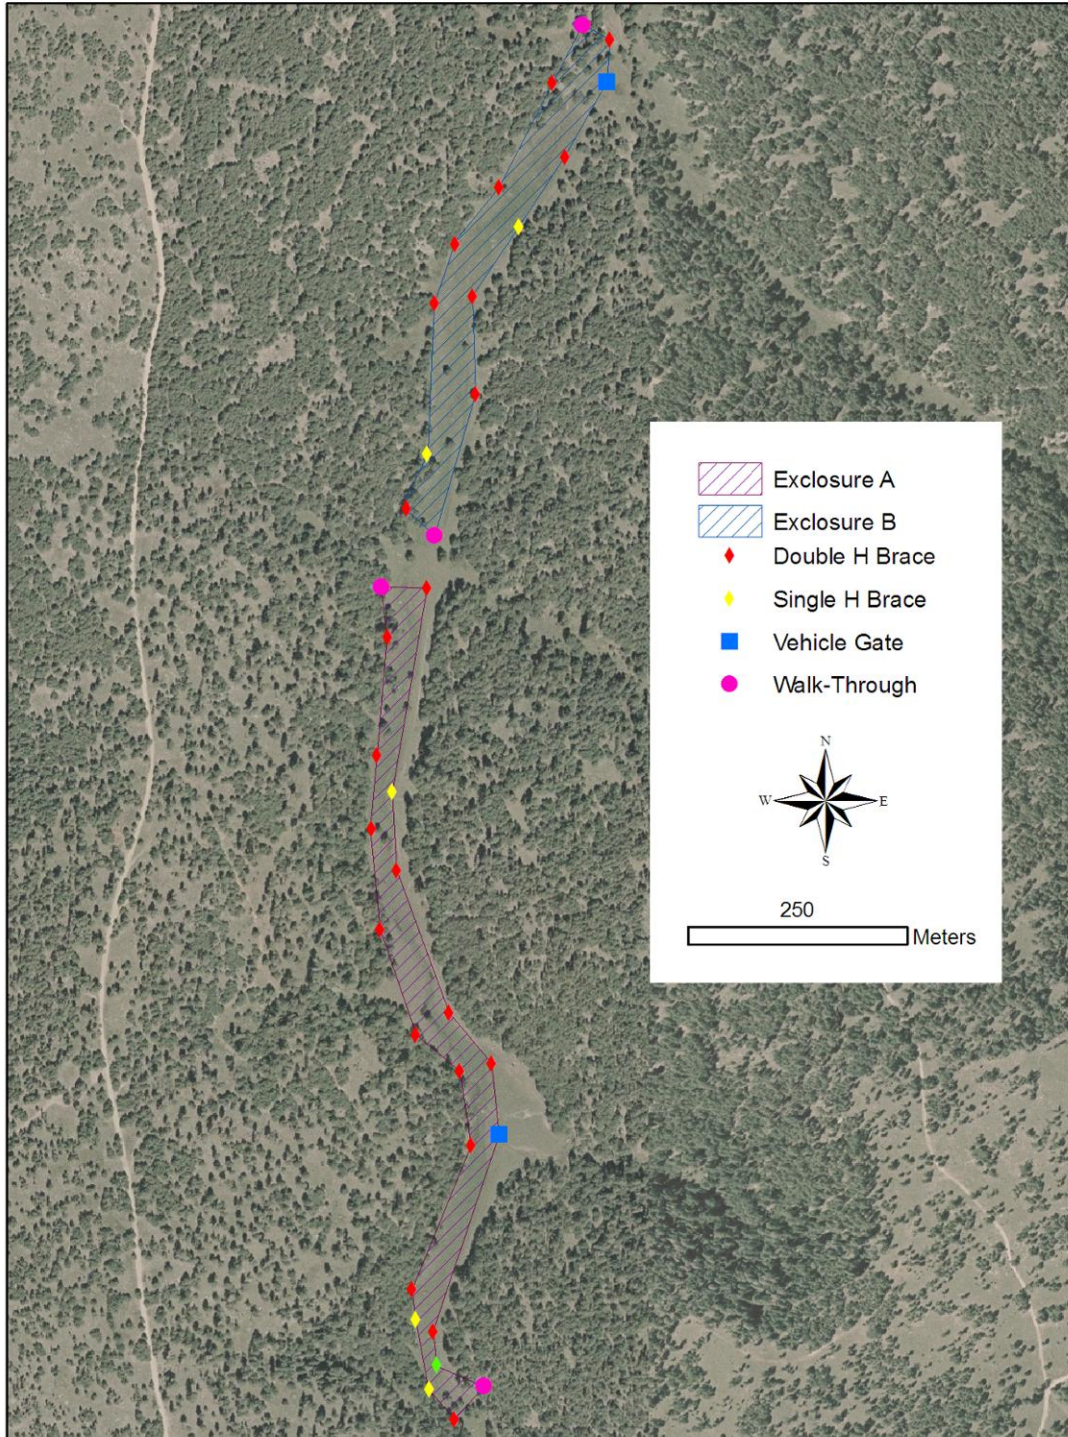 Exclosure A
Exclosure B
Double H Brace
Single H Brace
Vehicle Gate
Walk-Through
N
W E
S
250
Meters